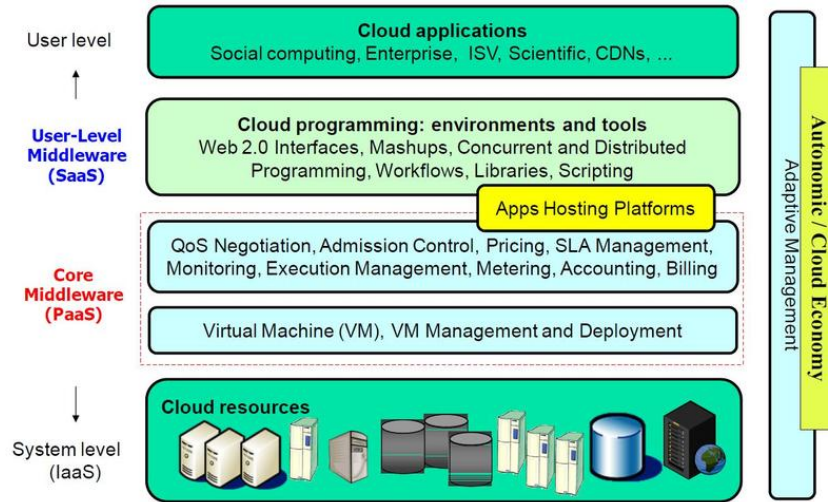 User level
Cloud applications
Social computing, Enterprise, ISV, Scientific, CDNs, ...
User-Level
Middleware
(SaaS)
Cloud programming: environments and tools
Web 2.0 Interfaces, Mashups, Concurrent and Distributed
Programming, Workflows, Libraries, Scripting
Apps Hosting Platforms
Core
Middleware
(PaaS)
QoS Negotiation, Admission Control, Pricing, SLA Management,
Monitoring, Execution Management, Metering, Accounting, Billing
Virtual Machine (VM), VM Management and Deployment
System level
(IaaS)
Cloud resources
Adaptive Management
Autonomic / Cloud Economy